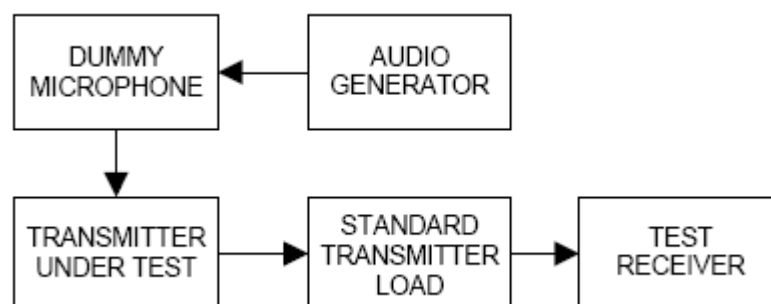 DUMMY
MICROPHONE
AUDIO
GENERATOR
TRANSMITTER
UNDER TEST
STANDARD
TRANSMITTER
LOAD
TEST
RECEIVER